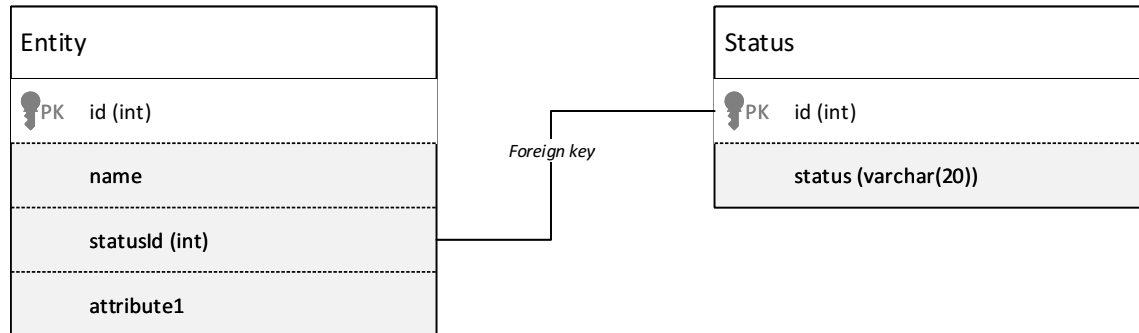 Entity
PK id (int)
name
statusId (int)
attribute1
Foreign key
Status
PK id (int)
status (varchar(20))